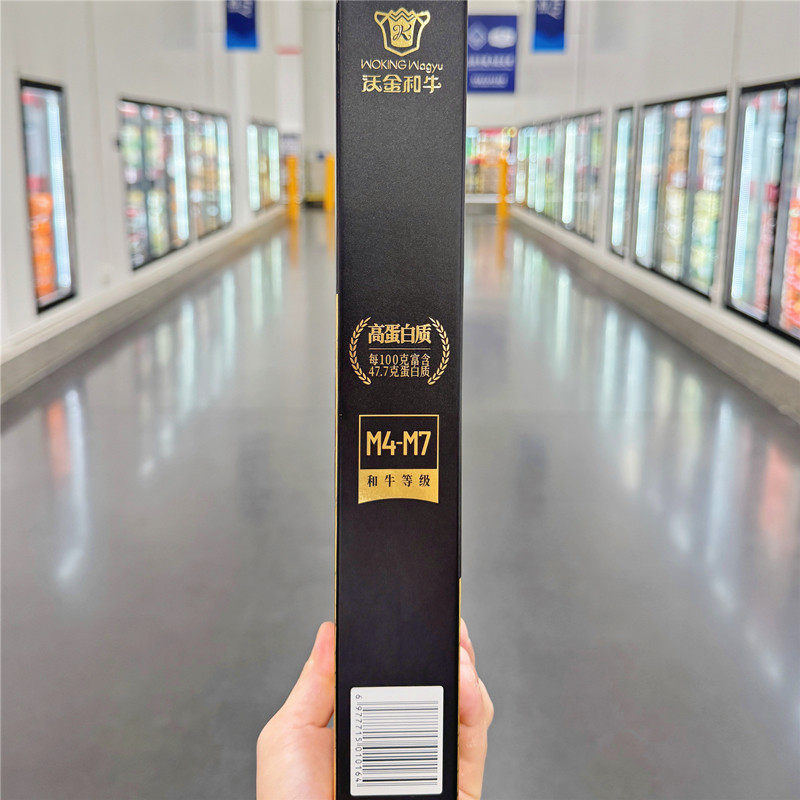 WOKING Wagyu
沃金和牛
高蛋白质
每100克富含
47.7克蛋白质
M4-M7
和牛等级
6977715010164